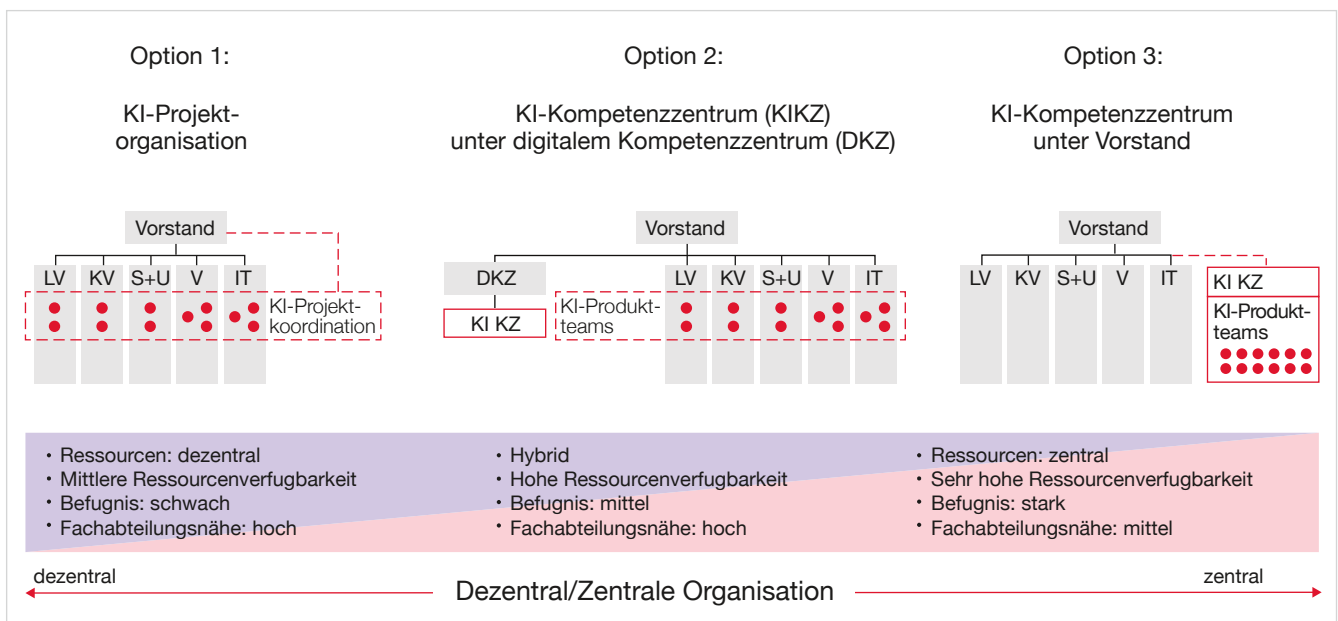 Option 1:
KI-Projekt-
organisation
Vorstand
LV KV S+U V IT
KI-Projekt-
koordination
Option 2:
KI-Kompetenzzentrum (KIKZ)
unter digitalem Kompetenzzentrum (DKZ)
Vorstand
DKZ LV KV S+U V IT
KI KZ
KI-Produkt-
teams
Option 3:
KI-Kompetenzzentrum
unter Vorstand
Vorstand
LV KV S+U V IT
KI KZ
KI-Produkt-
teams
• Ressourcen: dezentral
• Mittlere Ressourcenverfugbarkeit
• Befugnis: schwach
• Fachabteilungsnähe: hoch
• Hybrid
• Hohe Ressourcenverfugbarkeit
• Befugnis: mittel
• Fachabteilungsnähe: hoch
• Ressourcen: zentral
• Sehr hohe Ressourcenverfugbarkeit
• Befugnis: stark
• Fachabteilungsnähe: mittel
dezentral
Dezentral/Zentrale Organisation
zentral